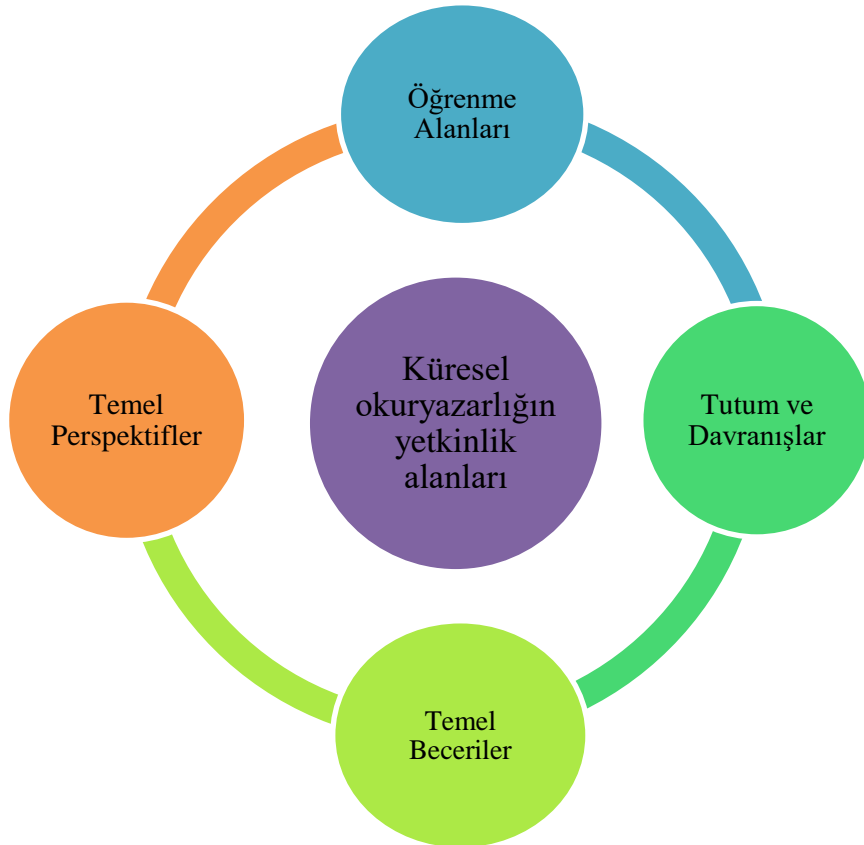 Öğrenme
Alanları
Temel
Perspektifler
Küresel
okuryazarlığın
yetkinlik
alanları
Tutum ve
Davranışlar
Temel
Beceriler